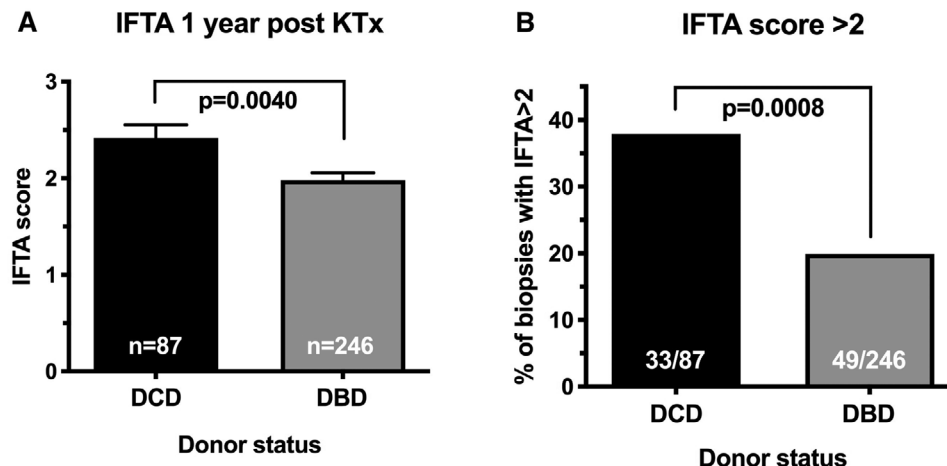 A
IFTA 1 year post KTx
IFTA score
3
2
1
0
p=0.0040
n=87
n=246
DCD
DBD
Donor status
B
IFTA score >2
% of biopsies with IFTA>2
40
30
20
10
0
p=0.0008
33/87
49/246
DCD
DBD
Donor status